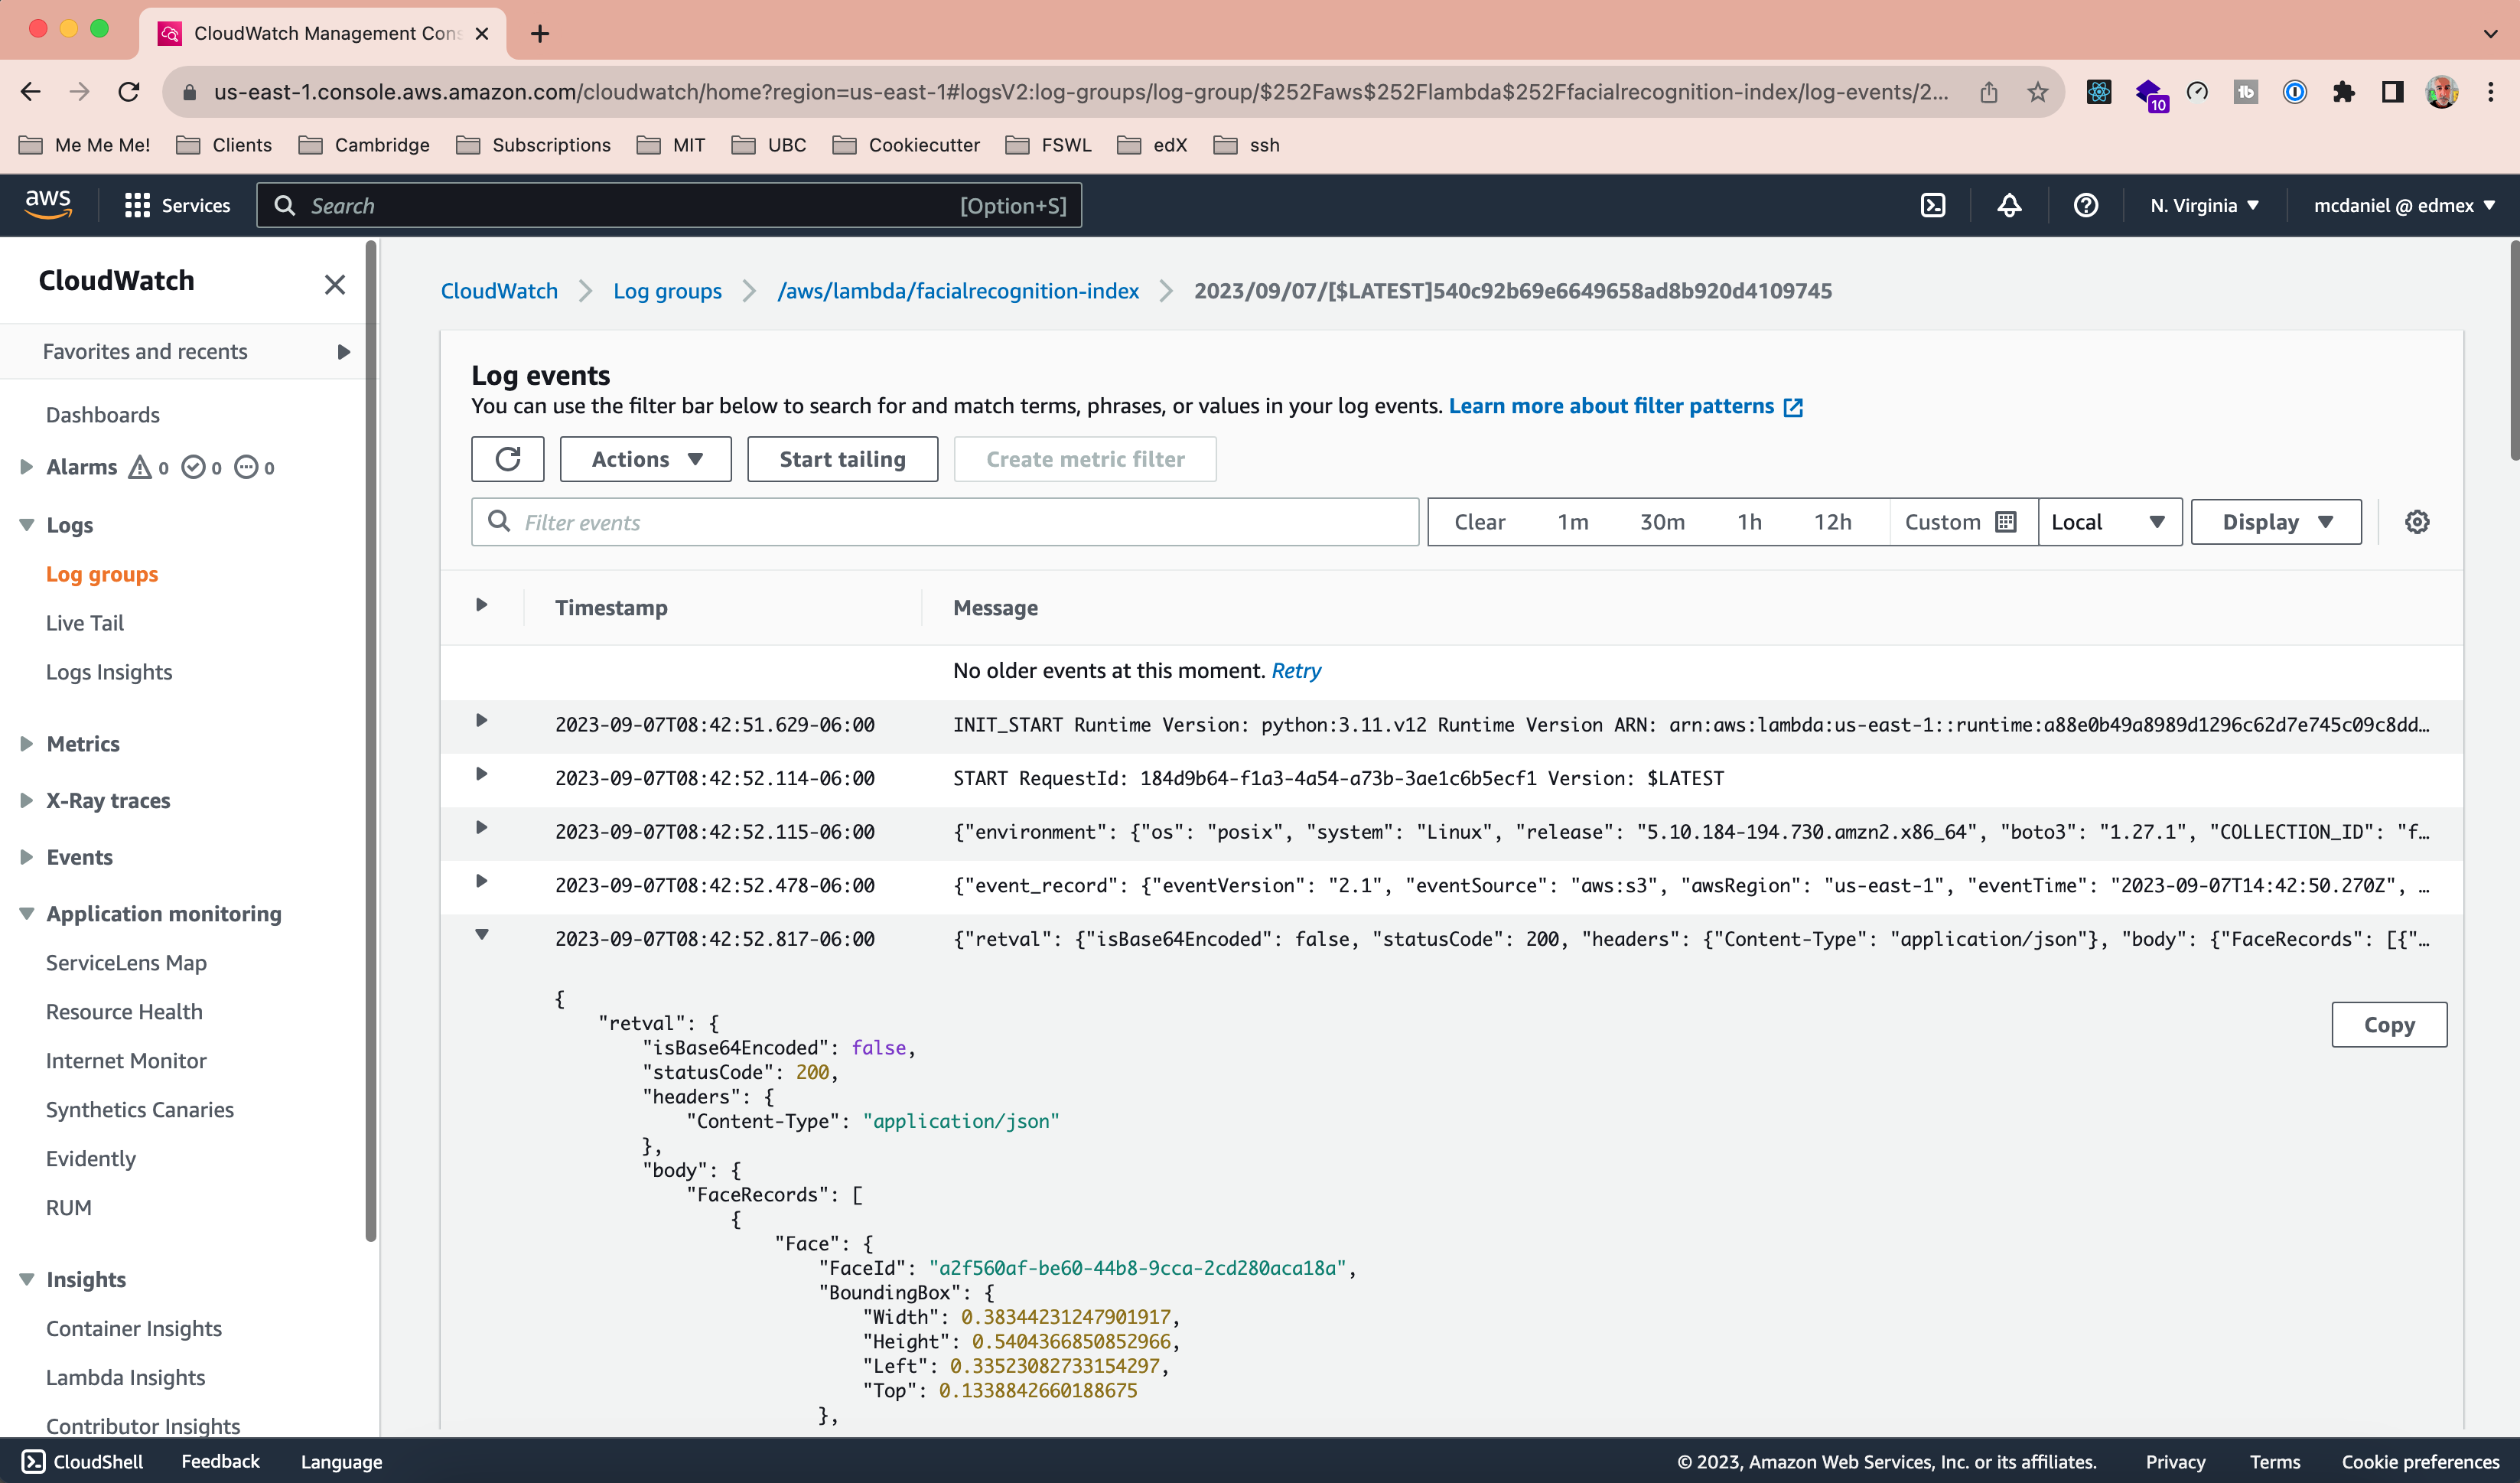 CloudWatch Management Cons
us-east-1.console.aws.amazon.com/cloudwatch/home?region=us-east-1#logsV2:log-groups/log-group/$252Faws$252Flambda$252Ffacialrecognition-index/log-events/2...
10
Me Me Me! Clients Cambridge Subscriptions MIT UBC Cookiecutter FSWL edX ssh
aws Services Search [Option+S] N. Virginia mcdaniel @ edmex
CloudWatch
Favorites and recents
Dashboards
Alarms 0 0 0
Logs
Log groups
Live Tail
Logs Insights
Metrics
X-Ray traces
Events
Application monitoring
ServiceLens Map
Resource Health
Internet Monitor
Synthetics Canaries
Evidently
RUM
Insights
Container Insights
Lambda Insights
Contributor Insights
CloudWatch Log groups /aws/lambda/facialrecognition-index 2023/09/07/[$LATEST]540c92b69e6649658ad8b920d4109745
Log events
You can use the filter bar below to search for and match terms, phrases, or values in your log events. Learn more about filter patterns
Actions Start tailing Create metric filter
Filter events Clear 1m 30m 1h 12h Custom Local Display
Timestamp Message
No older events at this moment. Retry
2023-09-07T08:42:51.629-06:00 INIT_START Runtime Version: python:3.11.v12 Runtime Version ARN: arn:aws:lambda:us-east-1::runtime:a88e0b49a8989d1296c62d7e745c09c8dd…
2023-09-07T08:42:52.114-06:00 START RequestId: 184d9b64-f1a3-4a54-a73b-3ae1c6b5ecf1 Version: $LATEST
2023-09-07T08:42:52.115-06:00 {"environment": {"os": "posix", "system": "Linux", "release": "5.10.184-194.730.amzn2.x86_64", "boto3": "1.27.1", "COLLECTION_ID": "f…
2023-09-07T08:42:52.478-06:00 {"event_record": {"eventVersion": "2.1", "eventSource": "aws:s3", "awsRegion": "us-east-1", "eventTime": "2023-09-07T14:42:50.270Z", …
2023-09-07T08:42:52.817-06:00 {"retval": {"isBase64Encoded": false, "statusCode": 200, "headers": {"Content-Type": "application/json"}, "body": {"FaceRecords": [{"…
{
"retval": {
Copy
"isBase64Encoded": false,
"statusCode": 200,
"headers": {
"Content-Type": "application/json"
},
"body": {
"FaceRecords": [
{
"Face": {
"FaceId": "a2f560af-be60-44b8-9cca-2cd280aca18a",
"BoundingBox": {
"Width": 0.38344231247901917,
"Height": 0.5404366850852966,
"Left": 0.33523082733154297,
"Top": 0.1338842660188675
},
CloudShell Feedback Language © 2023, Amazon Web Services, Inc. or its affiliates. Privacy Terms Cookie preferences